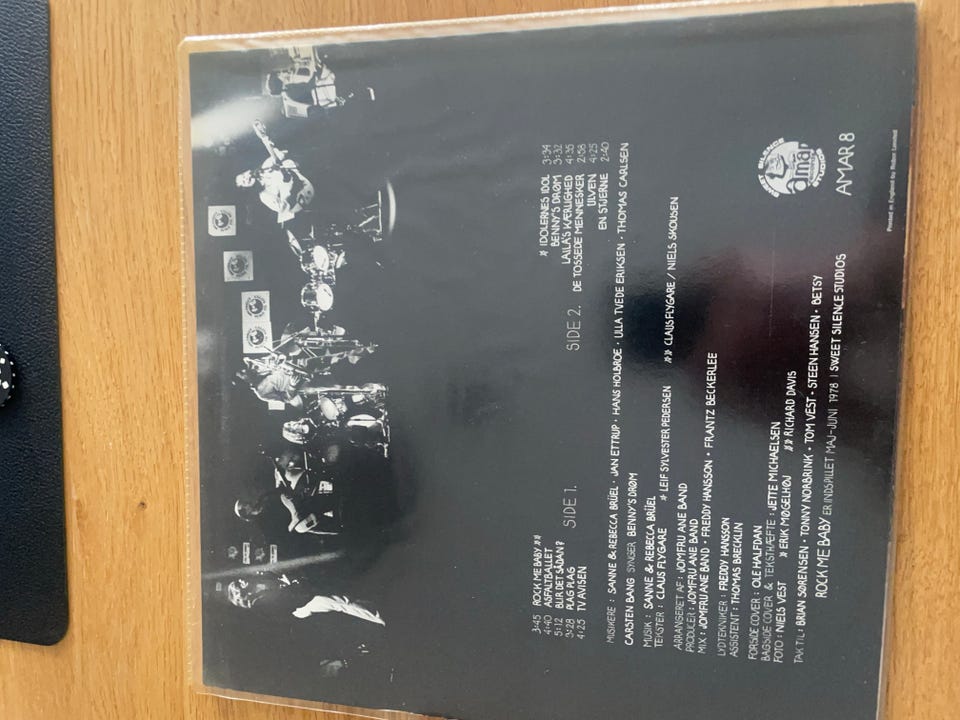 SIDE 1.
3:45 ROCK ME BABY »»
4:40 ASFALTBALLET
5:12 BLIR DET SÅDAN?
3:28 PLAG AG
4:25 TV AVISEN
SIDE 2.
» IDOLERNES IDOL 3:34
BENNY'S DRØM 3:32
LAILA'S KÆRLIGHED 4:35
DE TOSSEDE MENNESKER 2:58
ULVEN 4:25
EN STJERNE 2:40
MUSIKERE : SANNE & REBECCA BRÜEL · JAN ETTRUP · HANS HOLBROE · ULLA TVEDE ERIKSEN · THOMAS CARLSEN
CARSTEN BANG SYNGER BENNY'S DRØM
MUSIK : SANNE & REBECCA BRÜEL » LEIF SYLVESTER PEDERSEN »» CLAUS FLYGARE / NIELS SKOUSEN
TEKSTER : CLAUS FLYGARE
ARRANGERET AF : JOMFRU ANE BAND
PRODUCER : JOMFRU ANE BAND
MIX : JOMFRU ANE BAND · FREDDY HANSSON · FRANTZ BECKERLEE
LYDTEKNIKER : FREDDY HANSSON
ASSISTENT : THOMAS BRECKLIN
FORSIDE COVER : OLE HALFDAN
BAGSIDE COVER & TEKSTHÆFTE : JETTE MICHAELSEN
FOTO : NIELS VEST » ERIK MØGELHØJ »» RICHARD DAVIS
TAK TIL : BRIAN SØRENSEN · TONNY NORBRINK · TOM VEST · STEEN HANSEN · BETSY
ROCK ME BABY ER INDSPILLET MAJ-JUNI 1978 I SWEET SILENCE STUDIOS
SWEET SILENCE
STUDIOS
AMAR 8